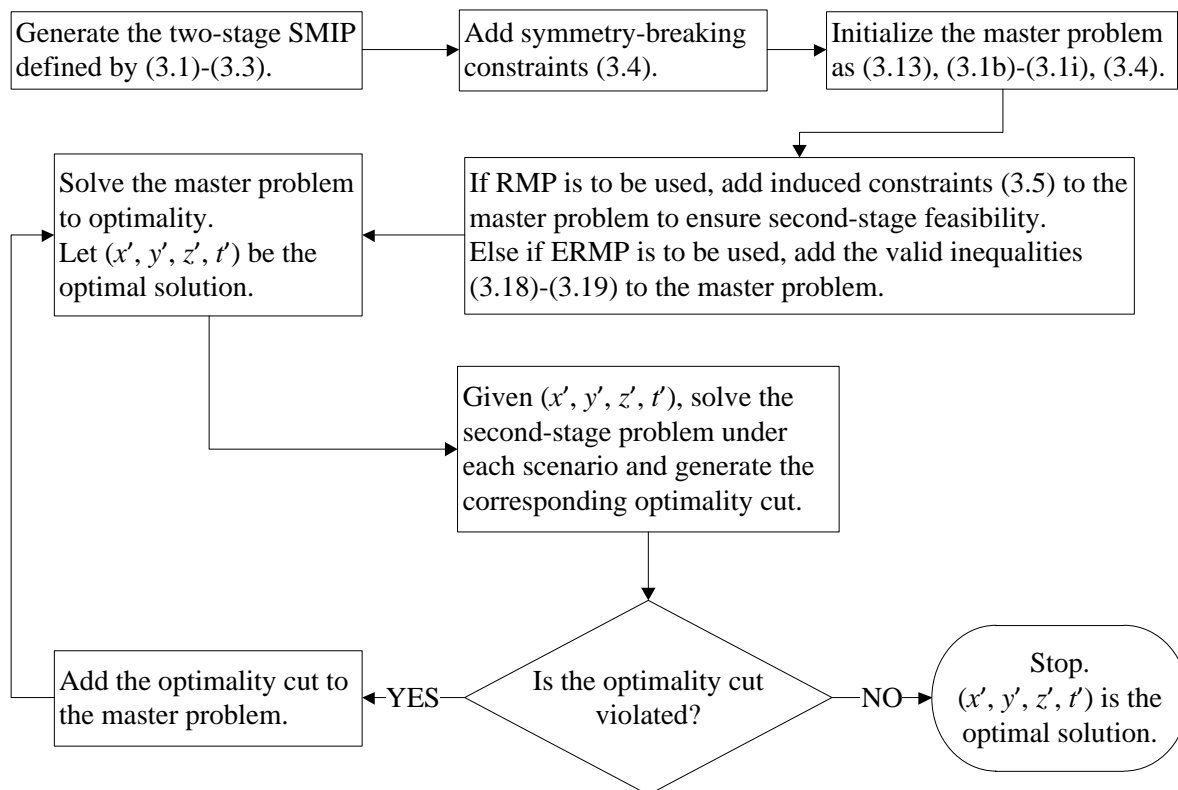 Generate the two-stage SMIP
defined by (3.1)-(3.3).
Add symmetry-breaking
constraints (3.4).
Initialize the master problem
as (3.13), (3.1b)-(3.1i), (3.4).
If RMP is to be used, add induced constraints (3.5) to the
master problem to ensure second-stage feasibility.
Else if ERMP is to be used, add the valid inequalities
(3.18)-(3.19) to the master problem.
Solve the master problem
to optimality.
Let (x′, y′, z′, t′) be the
optimal solution.
Given (x′, y′, z′, t′), solve the
second-stage problem under
each scenario and generate the
corresponding optimality cut.
Is the optimality cut
violated?
YES
Add the optimality cut to
the master problem.
NO
Stop.
(x′, y′, z′, t′) is the
optimal solution.